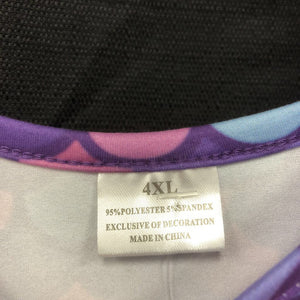 4XL
95%POLYESTER 5%SPANDEX
EXCLUSIVE OF DECORATION
MADE IN CHINA